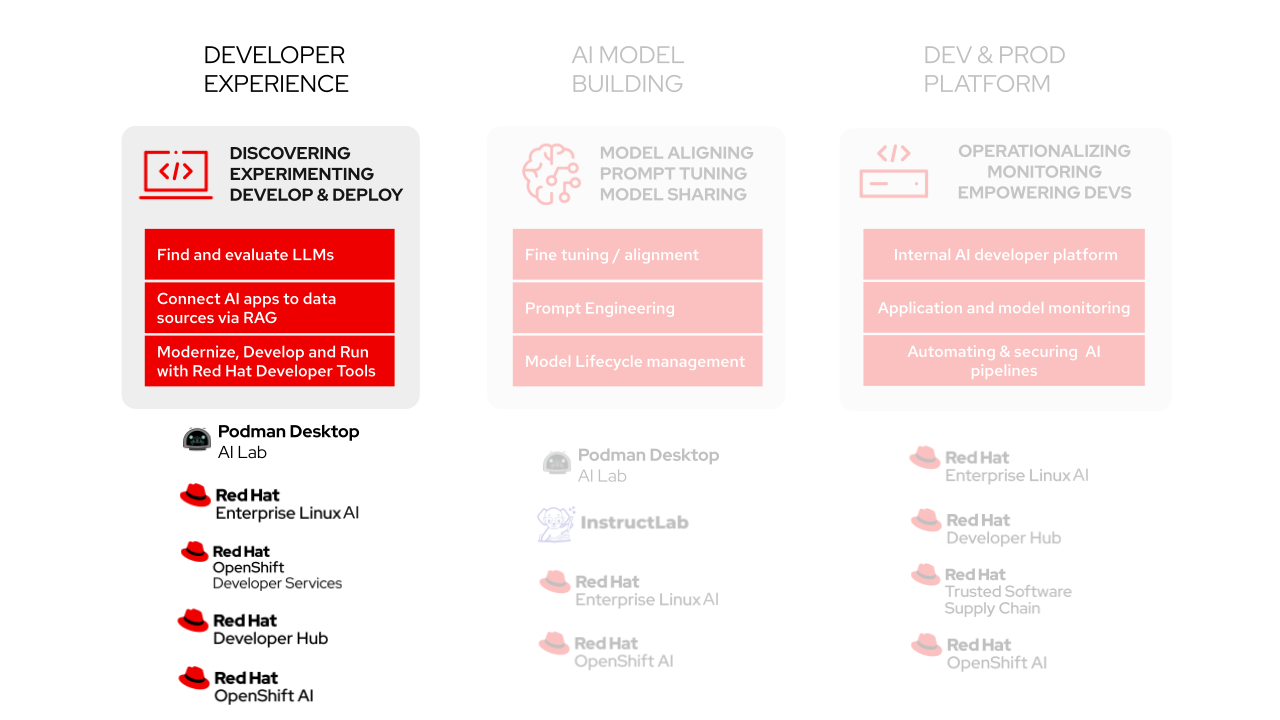 DEVELOPER
EXPERIENCE
DISCOVERING
EXPERIMENTING
DEVELOP & DEPLOY
Find and evaluate LLMs
Connect AI apps to data
sources via RAG
Modernize, Develop and Run
with Red Hat Developer Tools
Podman Desktop
AI Lab
Red Hat
Enterprise Linux AI
Red Hat
OpenShift
Developer Services
Red Hat
Developer Hub
Red Hat
OpenShift AI
AI MODEL
BUILDING
MODEL ALIGNING
PROMPT TUNING
MODEL SHARING
Fine tuning / alignment
Prompt Engineering
Model Lifecycle management
Podman Desktop
AI Lab
InstructLab
Red Hat
Enterprise Linux AI
Red Hat
OpenShift AI
DEV & PROD
PLATFORM
OPERATIONALIZING
MONITORING
EMPOWERING DEVS
Internal AI developer platform
Application and model monitoring
Automating & securing AI
pipelines
Red Hat
Enterprise Linux AI
Red Hat
Developer Hub
Red Hat
Trusted Software
Supply Chain
Red Hat
OpenShift AI